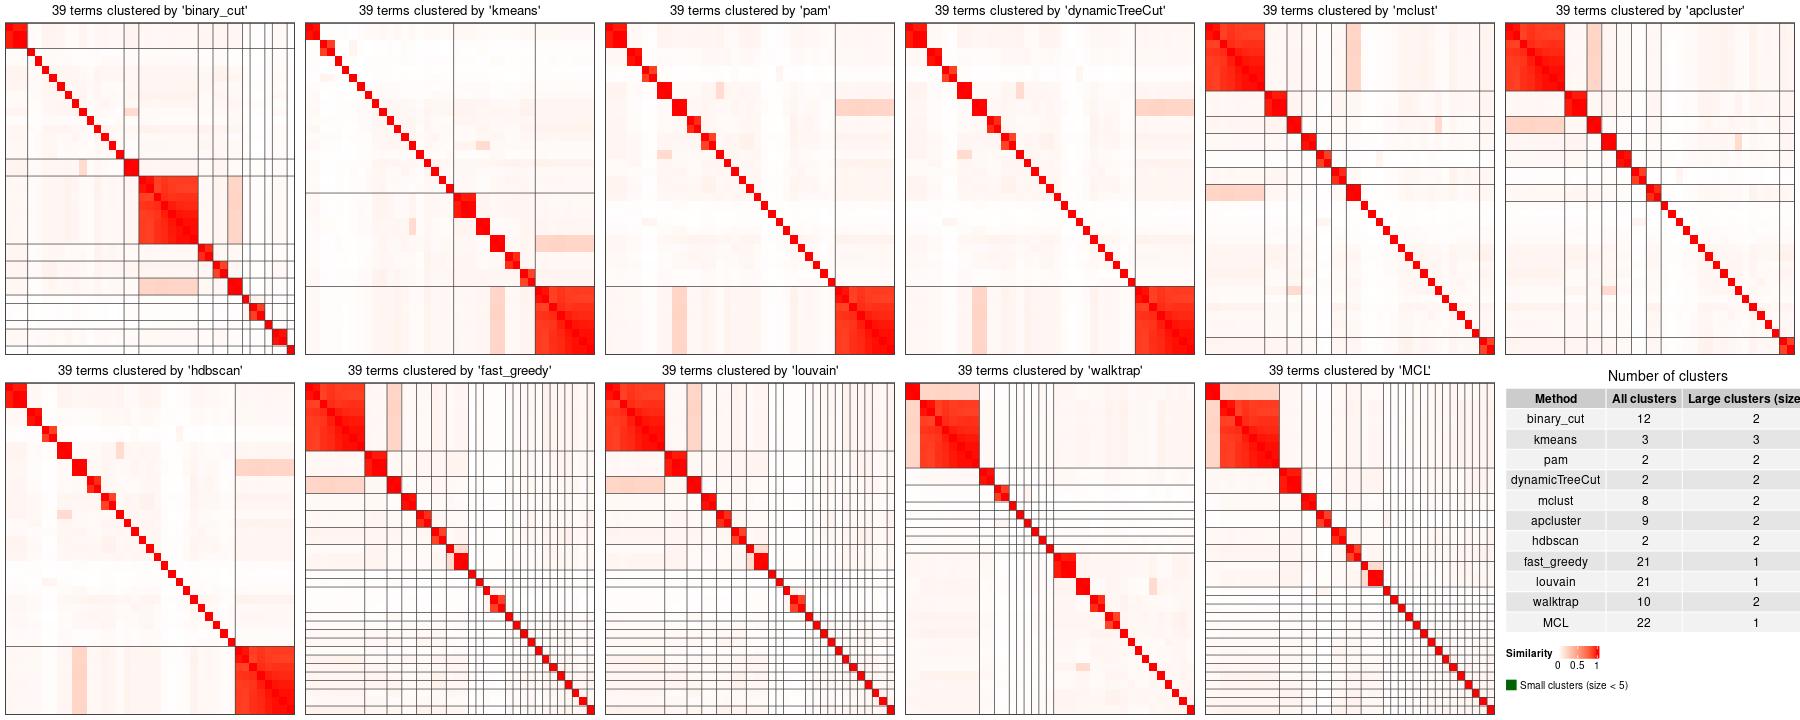 39 terms clustered by 'binary_cut'
39 terms clustered by 'kmeans'
39 terms clustered by 'pam'
39 terms clustered by 'dynamicTreeCut'
39 terms clustered by 'mclust'
39 terms clustered by 'apcluster'
39 terms clustered by 'hdbscan'
39 terms clustered by 'fast_greedy'
39 terms clustered by 'louvain'
39 terms clustered by 'walktrap'
39 terms clustered by 'MCL'
Number of clusters
Method All clusters Large clusters (size
binary_cut 12 2
kmeans 3 3
pam 2 2
dynamicTreeCut 2 2
mclust 8 2
apcluster 9 2
hdbscan 2 2
fast_greedy 21 1
louvain 21 1
walktrap 10 2
MCL 22 1
Similarity
0 0.5 1
Small clusters (size < 5)